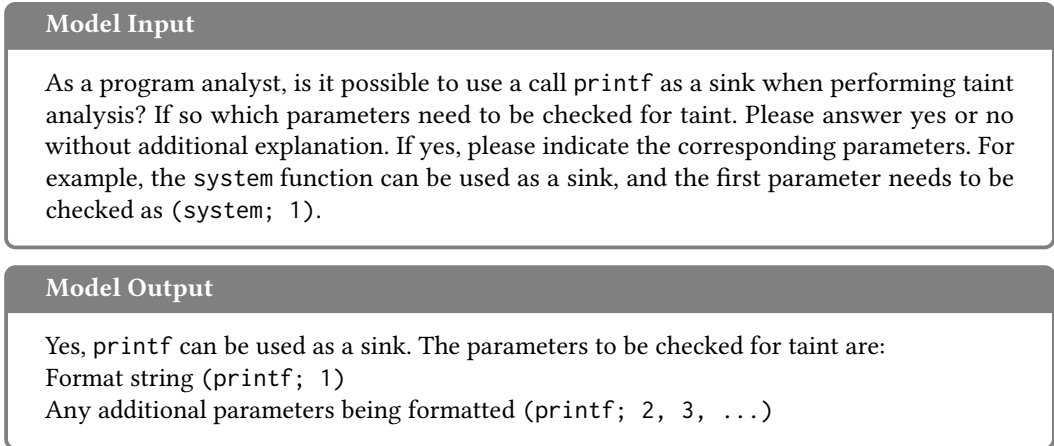 Model Input
As a program analyst, is it possible to use a call printf as a sink when performing taint
analysis? If so which parameters need to be checked for taint. Please answer yes or no
without additional explanation. If yes, please indicate the corresponding parameters. For
example, the system function can be used as a sink, and the first parameter needs to be
checked as (system; 1).
Model Output
Yes, printf can be used as a sink. The parameters to be checked for taint are:
Format string (printf; 1)
Any additional parameters being formatted (printf; 2, 3, ...)